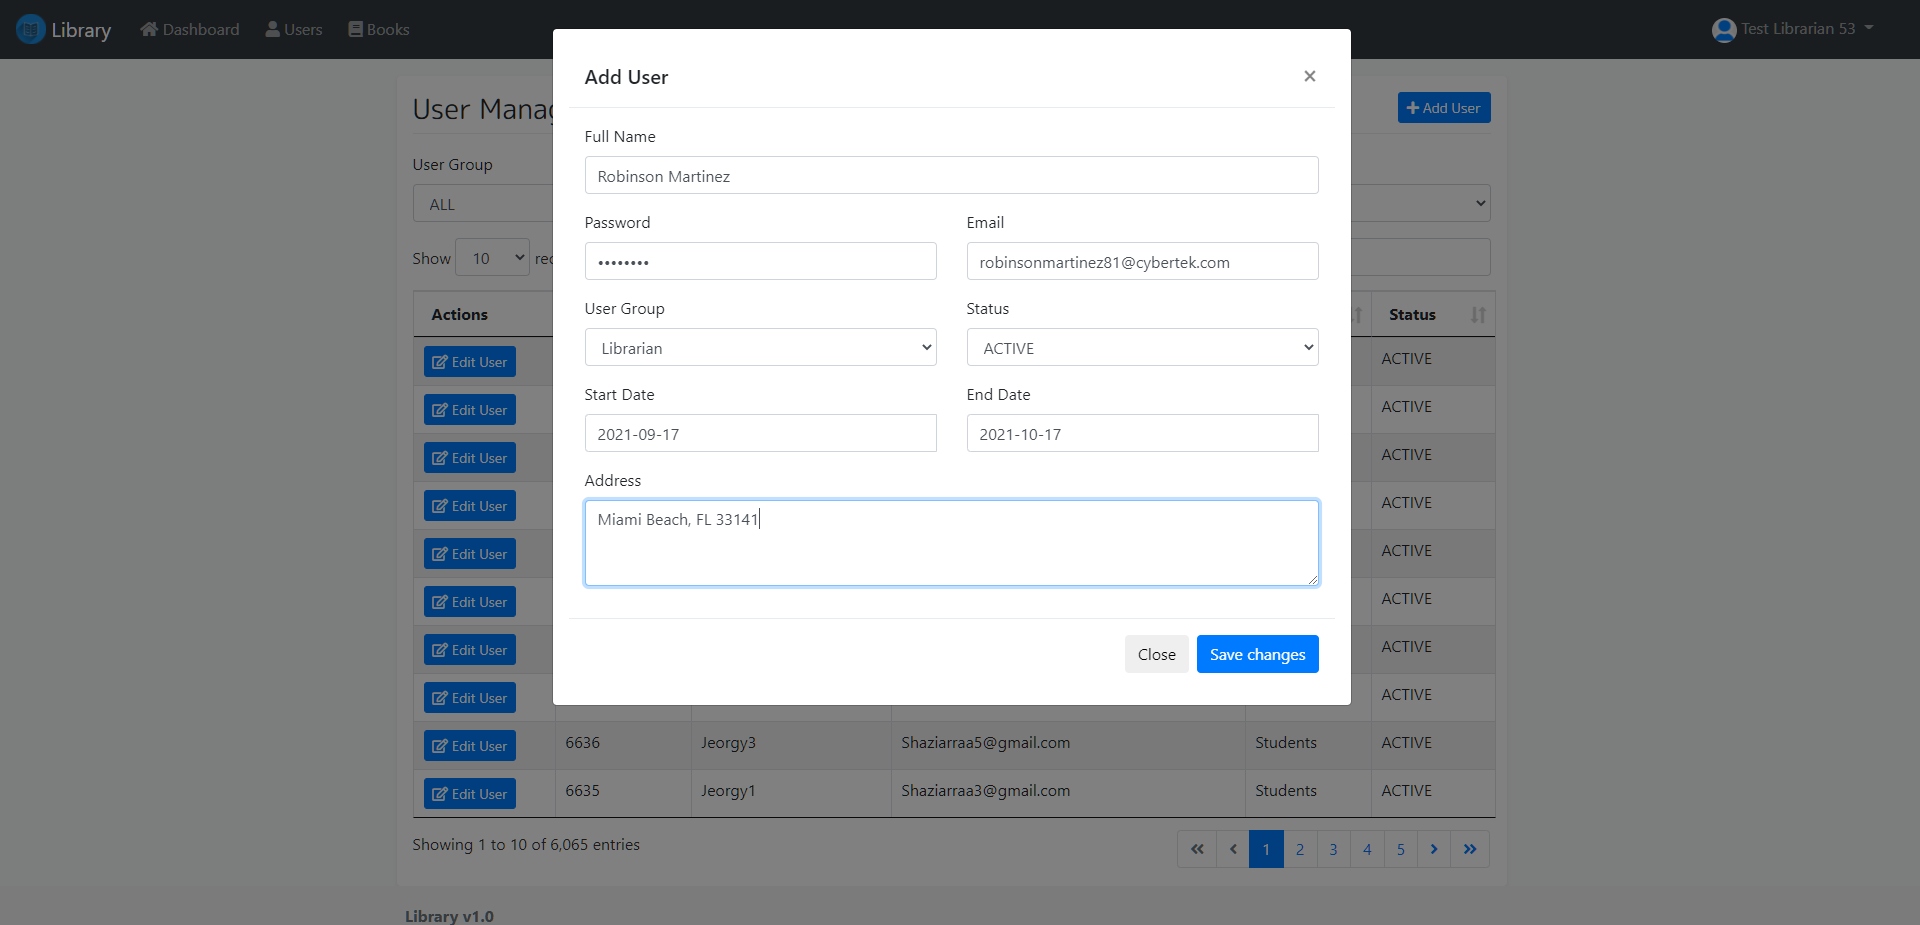 Library Dashboard Users Books Test Librarian 53
Add User
×
User Manag
Add User
Full Name
Robinson Martinez
User Group
ALL
Password Email
•••••••• robinsonmartinez81@cybertek.com
Show 10 rec
User Group Status
Librarian ACTIVE
Actions Status
Start Date End Date
2021-09-17 2021-10-17
Address
Miami Beach, FL 33141
Close Save changes
Edit User ACTIVE
Edit User ACTIVE
Edit User ACTIVE
Edit User ACTIVE
Edit User ACTIVE
Edit User ACTIVE
Edit User ACTIVE
Edit User ACTIVE
Edit User 6636 Jeorgy3 Shaziarraa5@gmail.com Students ACTIVE
Edit User 6635 Jeorgy1 Shaziarraa3@gmail.com Students ACTIVE
Showing 1 to 10 of 6,065 entries
« ‹ 1 2 3 4 5 › »
Library v1.0